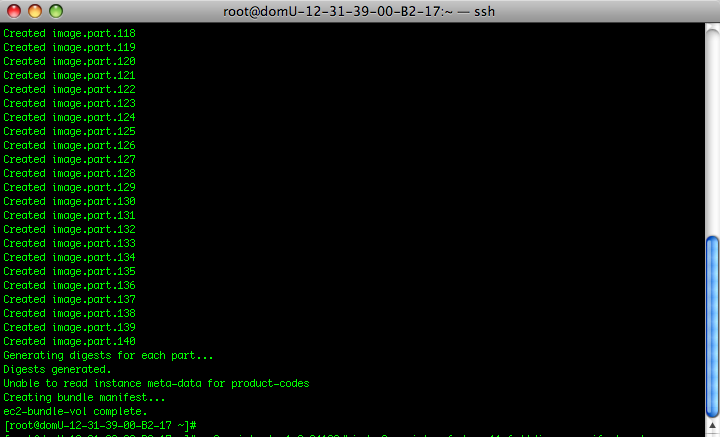 root@domU-12-31-39-00-B2-17:~ — ssh
Created image.part.118
Created image.part.119
Created image.part.120
Created image.part.121
Created image.part.122
Created image.part.123
Created image.part.124
Created image.part.125
Created image.part.126
Created image.part.127
Created image.part.128
Created image.part.129
Created image.part.130
Created image.part.131
Created image.part.132
Created image.part.133
Created image.part.134
Created image.part.135
Created image.part.136
Created image.part.137
Created image.part.138
Created image.part.139
Created image.part.140
Generating digests for each part...
Digests generated.
Unable to read instance meta-data for product-codes
Creating bundle manifest...
ec2-bundle-vol complete.
[root@domU-12-31-39-00-B2-17 ~]#